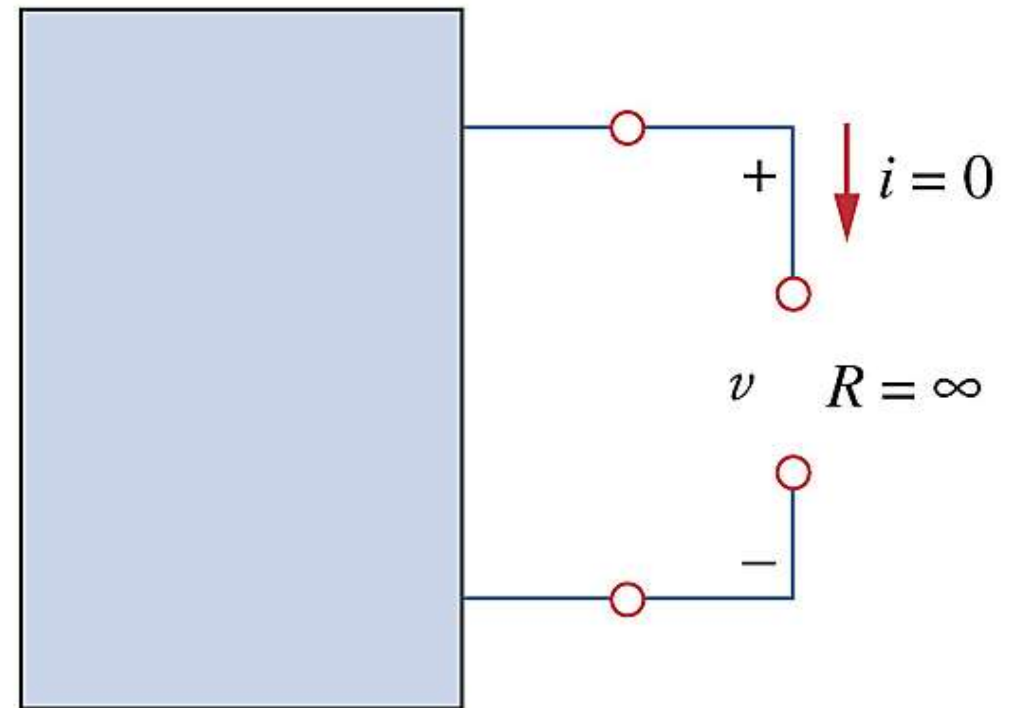 +
i = 0
v
R = ∞
−